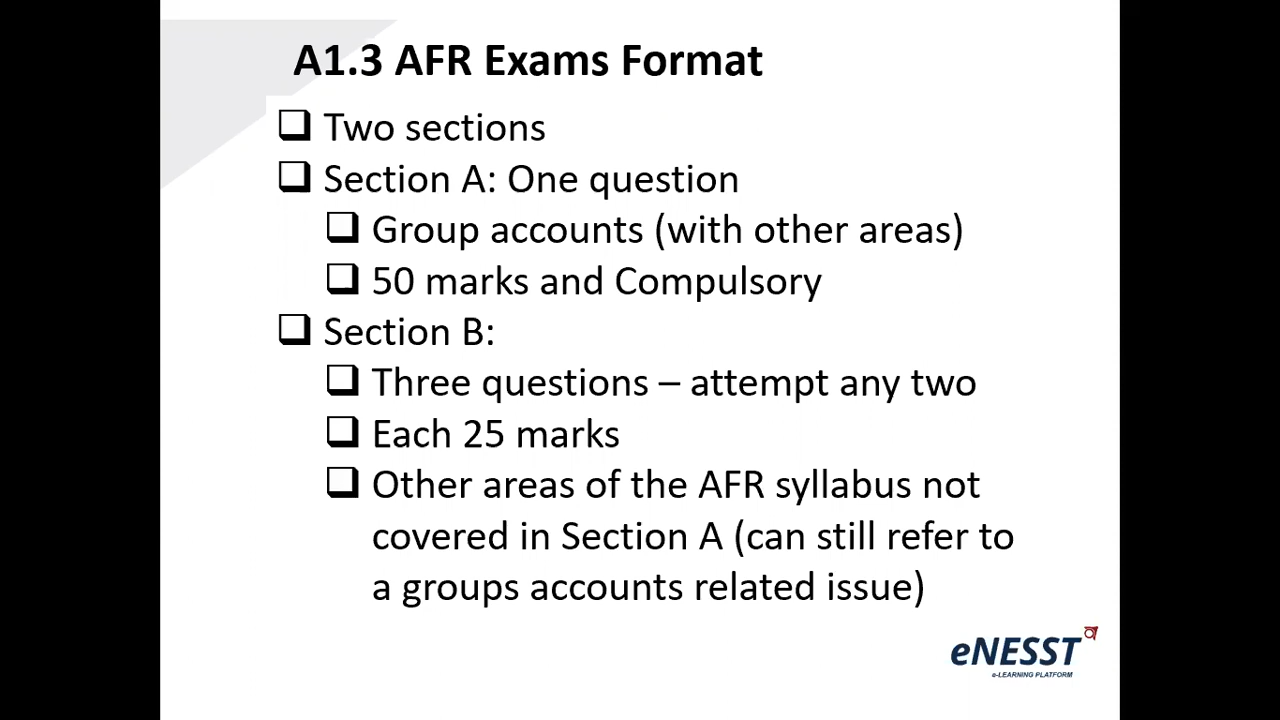 A1.3 AFR Exams Format
Two sections
Section A: One question
Group accounts (with other areas)
50 marks and Compulsory
Section B:
Three questions – attempt any two
Each 25 marks
Other areas of the AFR syllabus not
covered in Section A (can still refer to
a groups accounts related issue)
eNESST
e-LEARNING PLATFORM